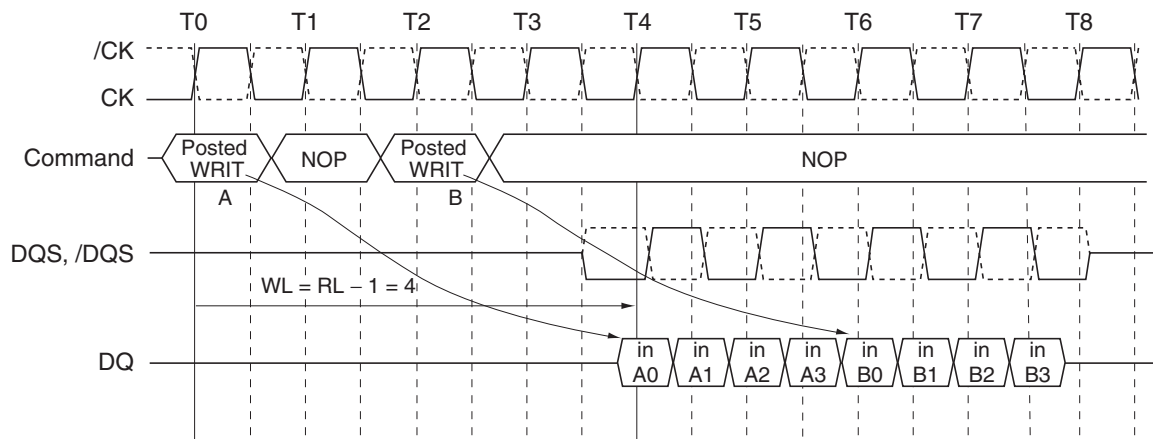 T0 T1 T2 T3 T4 T5 T6 T7 T8
/CK
CK
Command
Posted
WRIT
A
NOP
Posted
WRIT
B
NOP
DQS, /DQS
WL = RL − 1 = 4
DQ
in
A0
in
A1
in
A2
in
A3
in
B0
in
B1
in
B2
in
B3